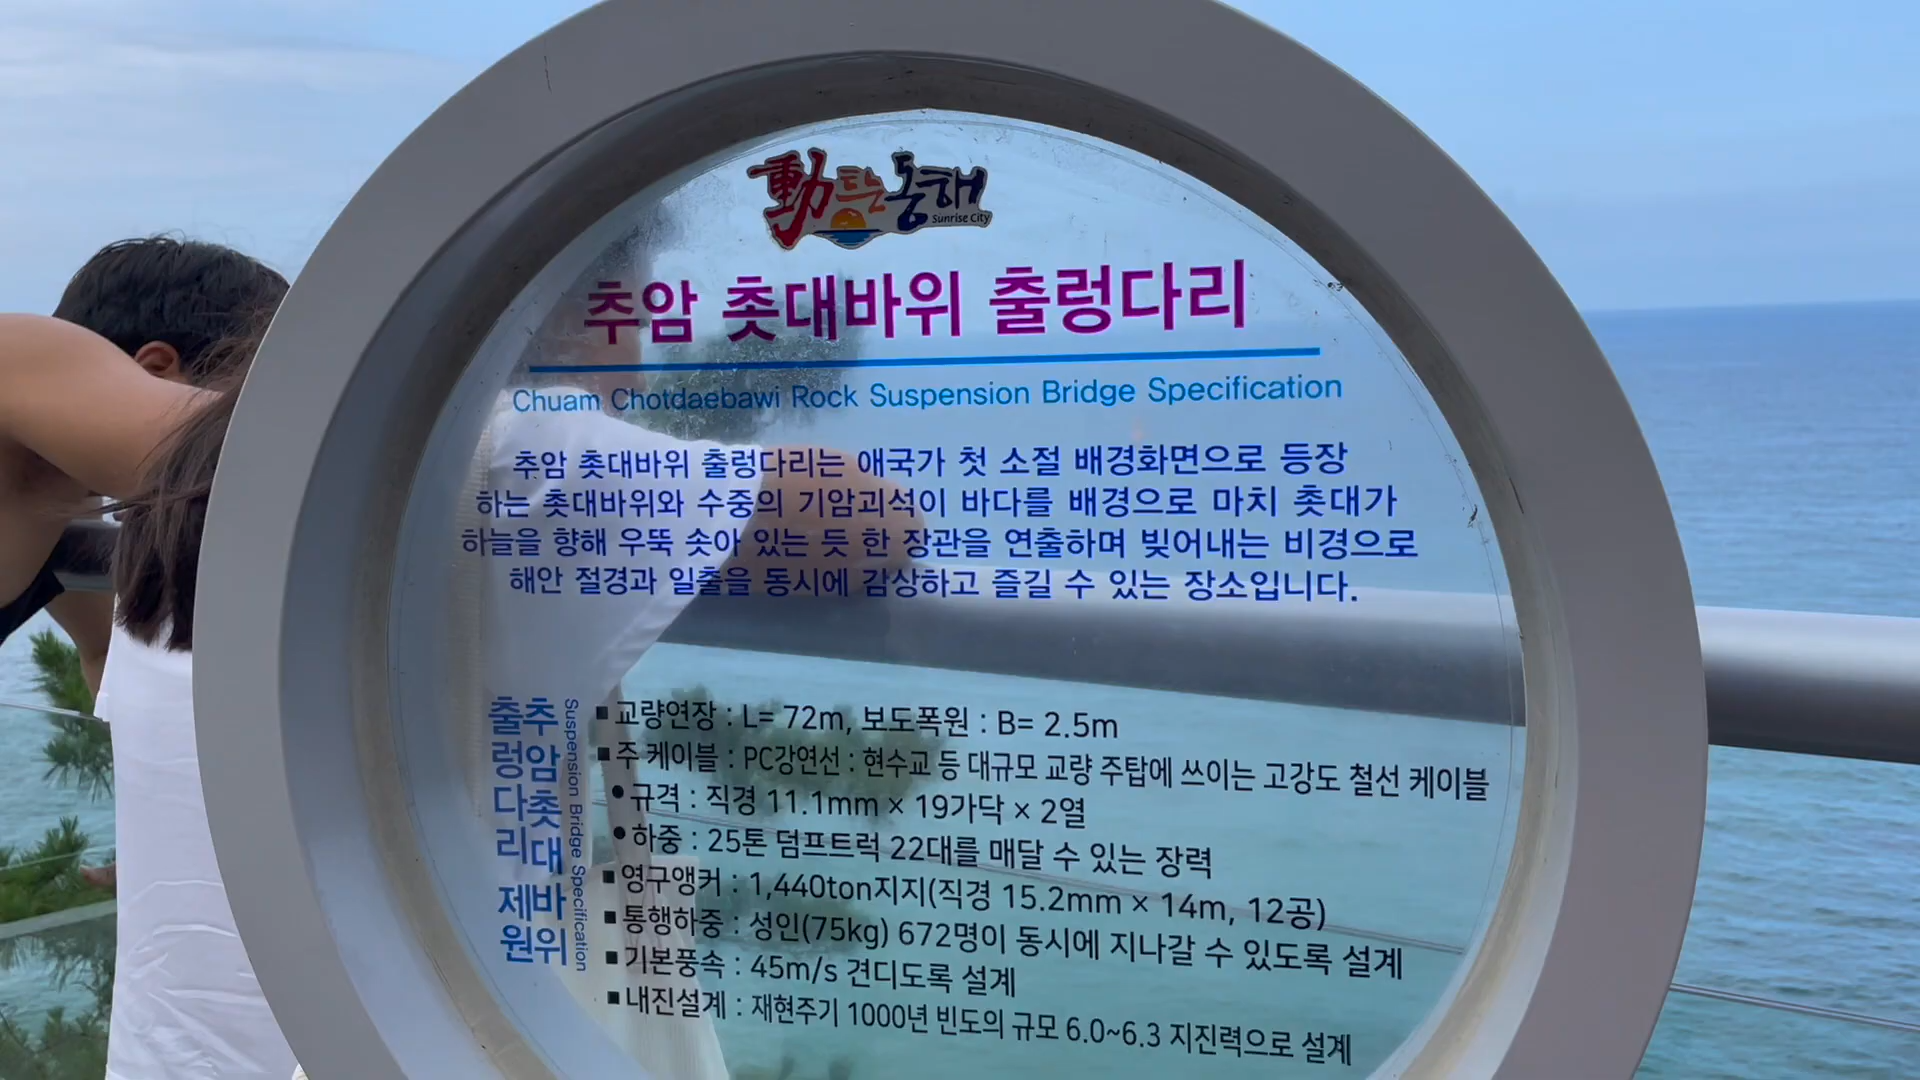 動트는동해
Sunrise City
추암 촛대바위 출렁다리
Chuam Chotdaebawi Rock Suspension Bridge Specification
추암 촛대바위 출렁다리는 애국가 첫 소절 배경화면으로 등장
하는 촛대바위와 수중의 기암괴석이 바다를 배경으로 마치 촛대가
하늘을 향해 우뚝 솟아 있는 듯 한 장관을 연출하며 빚어내는 비경으로
해안 절경과 일출을 동시에 감상하고 즐길 수 있는 장소입니다.
추암촛대바위
출렁다리 제원
Suspension Bridge Specification
▪교량연장 : L= 72m, 보도폭원 : B= 2.5m
▪주 케이블 : PC강연선 : 현수교 등 대규모 교량 주탑에 쓰이는 고강도 철선 케이블
•규격 : 직경 11.1mm × 19가닥 × 2열
•하중 : 25톤 덤프트럭 22대를 매달 수 있는 장력
▪영구앵커 : 1,440ton지지(직경 15.2mm × 14m, 12공)
▪통행하중 : 성인(75kg) 672명이 동시에 지나갈 수 있도록 설계
▪기본풍속 : 45m/s 견디도록 설계
▪내진설계 : 재현주기 1000년 빈도의 규모 6.0~6.3 지진력으로 설계